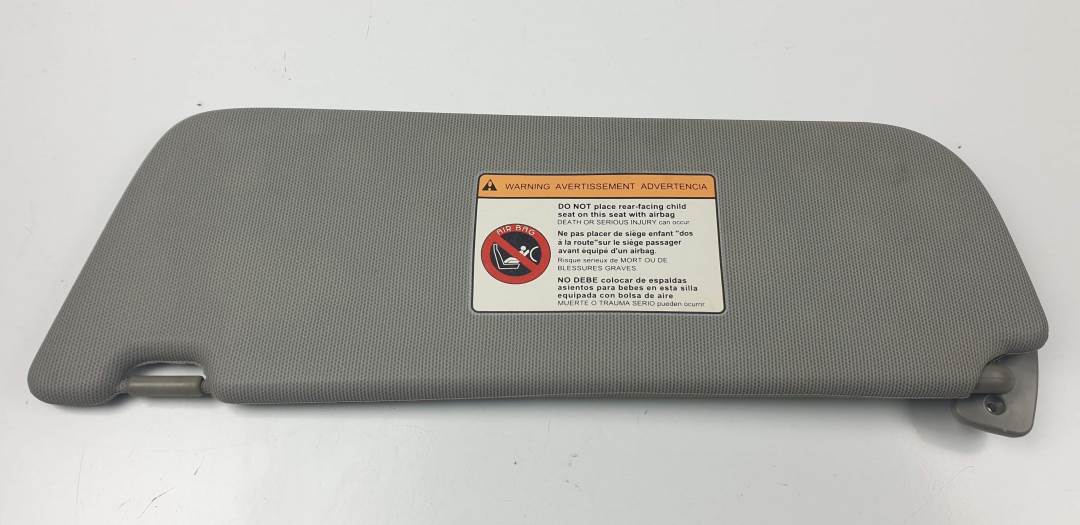 WARNING AVERTISSEMENT ADVERTENCIA
DO NOT place rear-facing child
seat on this seat with airbag
DEATH OR SERIOUS INJURY can occur
AIR BAG
Ne pas placer de siège enfant "dos
à la route"sur le siège passager
avant équipé d'un airbag.
Risque serieux de MORT OU DE
BLESSURES GRAVES
NO DEBE colocar de espaldas
asientos para bebes en esta silla
equipada con bolsa de aire
MUERTE O TRAUMA SERIO pueden ocurrir